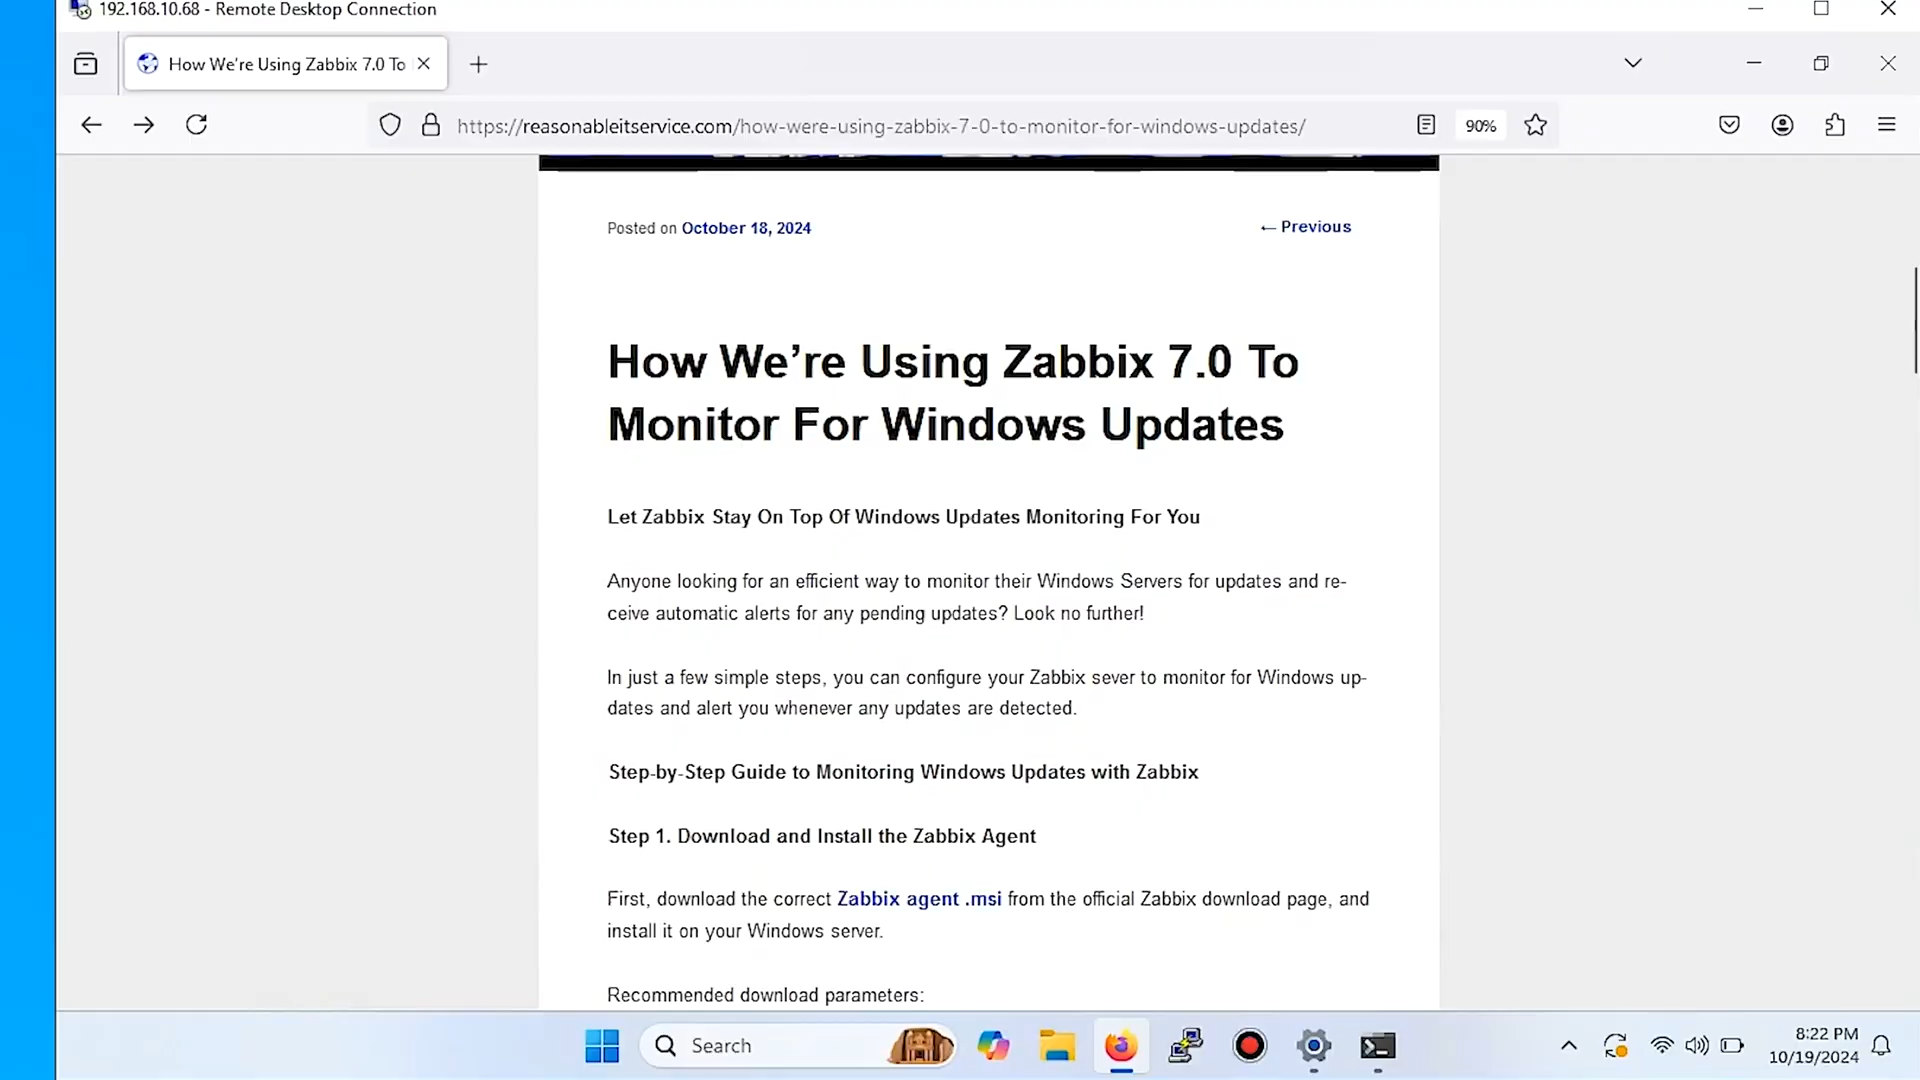 192.168.10.68 - Remote Desktop Connection
How We're Using Zabbix 7.0 To
https://reasonableitservice.com/how-were-using-zabbix-7-0-to-monitor-for-windows-updates/
90%
Posted on October 18, 2024
← Previous
How We’re Using Zabbix 7.0 To
Monitor For Windows Updates
Let Zabbix Stay On Top Of Windows Updates Monitoring For You
Anyone looking for an efficient way to monitor their Windows Servers for updates and re-
ceive automatic alerts for any pending updates? Look no further!
In just a few simple steps, you can configure your Zabbix sever to monitor for Windows up-
dates and alert you whenever any updates are detected.
Step-by-Step Guide to Monitoring Windows Updates with Zabbix
Step 1. Download and Install the Zabbix Agent
First, download the correct Zabbix agent .msi from the official Zabbix download page, and
install it on your Windows server.
Recommended download parameters:
Search
8:22 PM
10/19/2024